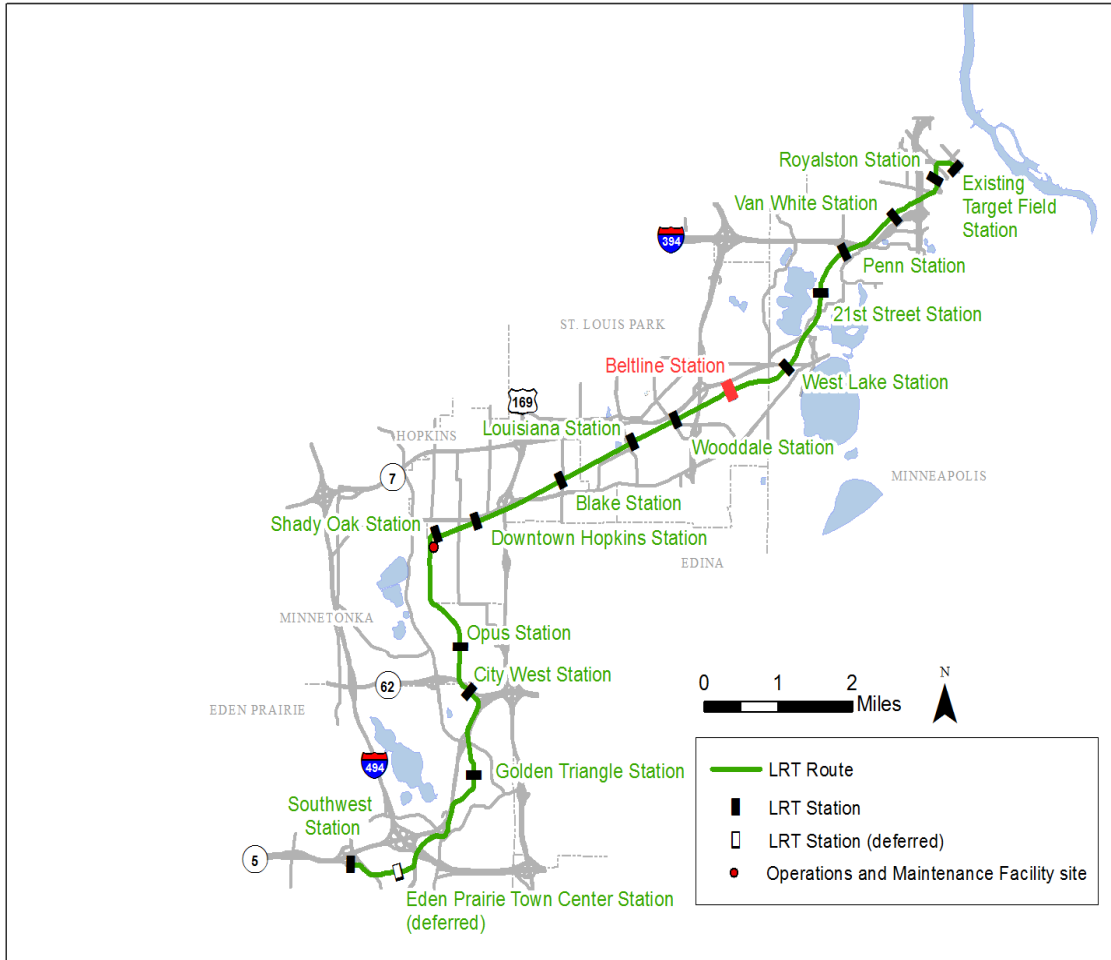 Royalston Station
Existing
Target Field
Station
Van White Station
394
Penn Station
21st Street Station
ST. LOUIS PARK
Beltline Station
West Lake Station
169
Louisiana Station
HOPKINS
Wooddale Station
7
MINNEAPOLIS
Blake Station
Shady Oak Station
Downtown Hopkins Station
EDINA
MINNETONKA
Opus Station
City West Station
62
EDEN PRAIRIE
494
Golden Triangle Station
Southwest
Station
5
Eden Prairie Town Center Station
(deferred)
N
0 1 2
Miles
LRT Route
LRT Station
LRT Station (deferred)
Operations and Maintenance Facility site